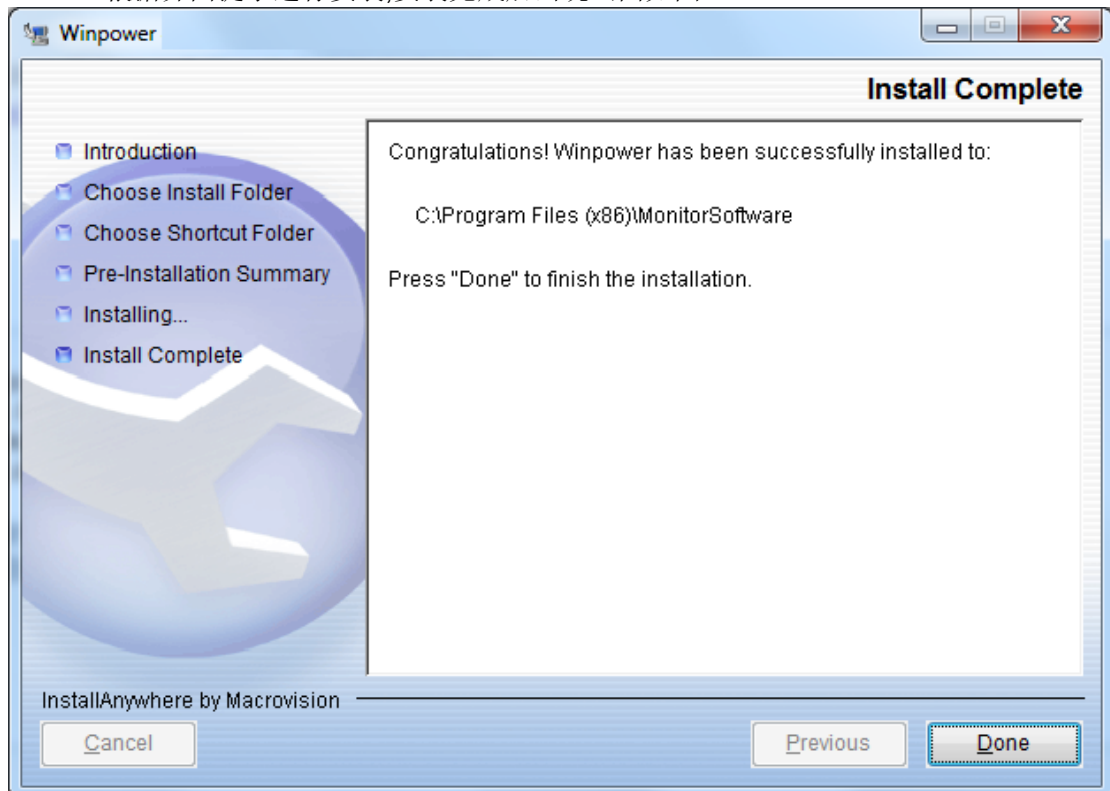 Winpower
Install Complete
Introduction
Choose Install Folder
Choose Shortcut Folder
Pre-Installation Summary
Installing...
Install Complete
Congratulations! Winpower has been successfully installed to:
C:\Program Files (x86)\MonitorSoftware
Press "Done" to finish the installation.
InstallAnywhere by Macrovision
Cancel
Previous
Done